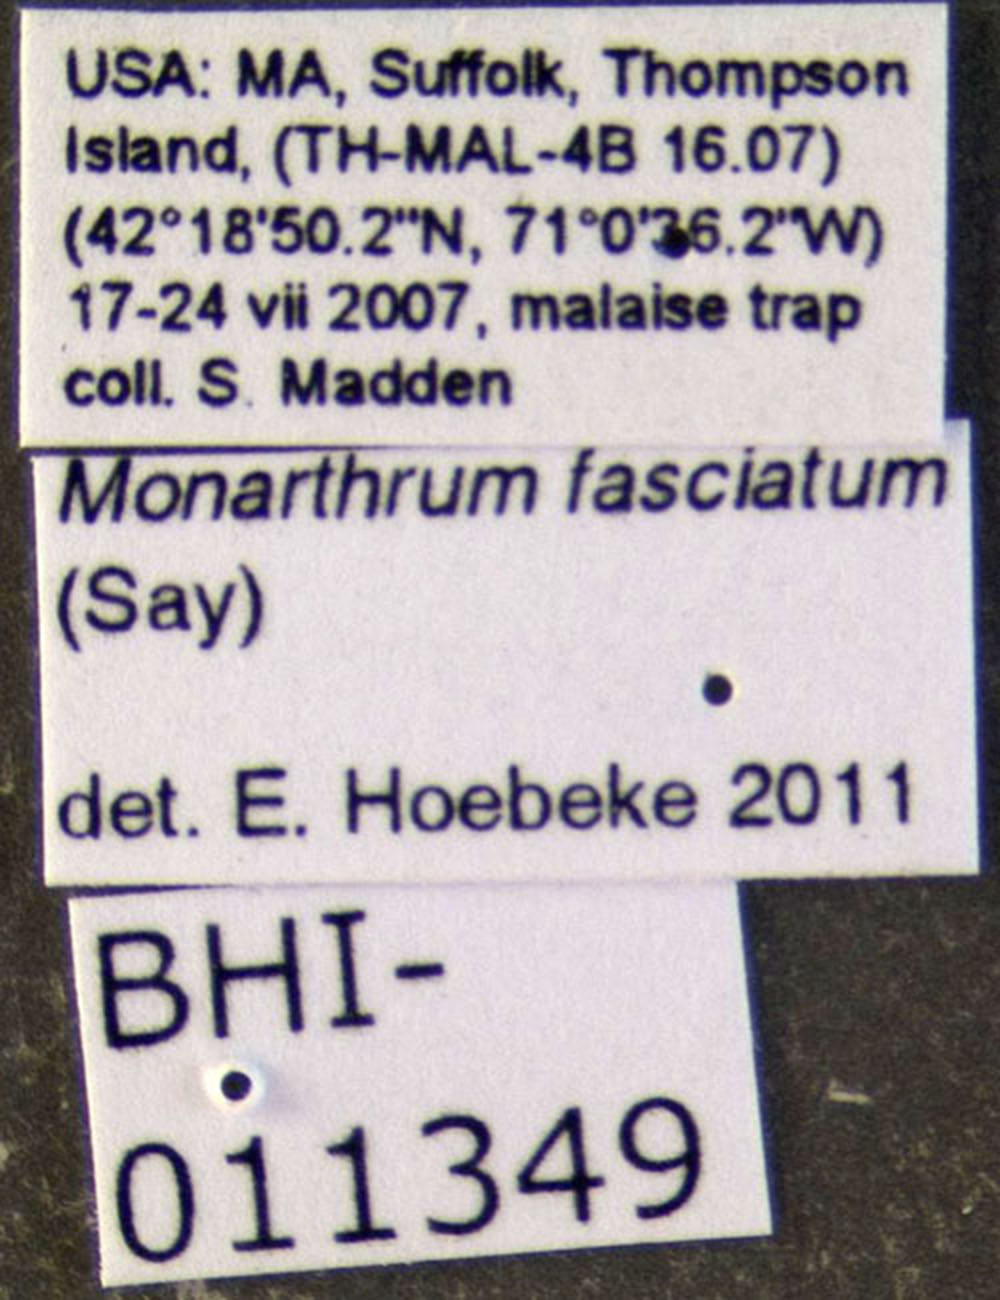 USA: MA, Suffolk, Thompson
Island, (TH-MAL-4B 16.07)
(42°18'50.2"N, 71°0'36.2"W)
17-24 vii 2007, malaise trap
coll. S. Madden
Monarthrum fasciatum
(Say)
det. E. Hoebeke 2011
BHI-
011349